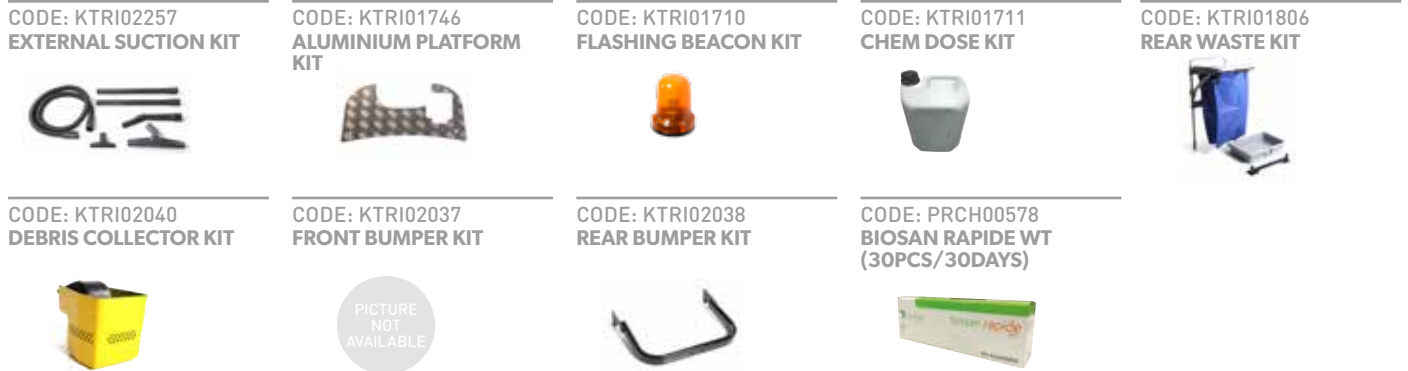 CODE: KTRI02257
EXTERNAL SUCTION KIT
CODE: KTRI01746
ALUMINIUM PLATFORM
KIT
CODE: KTRI01710
FLASHING BEACON KIT
CODE: KTRI01711
CHEM DOSE KIT
CODE: KTRI01806
REAR WASTE KIT
CODE: KTRI02040
DEBRIS COLLECTOR KIT
CODE: KTRI02037
FRONT BUMPER KIT
PICTURE
NOT
AVAILABLE
CODE: KTRI02038
REAR BUMPER KIT
CODE: PRCH00578
BIOSAN RAPIDE WT
(30PCS/30DAYS)
rapide